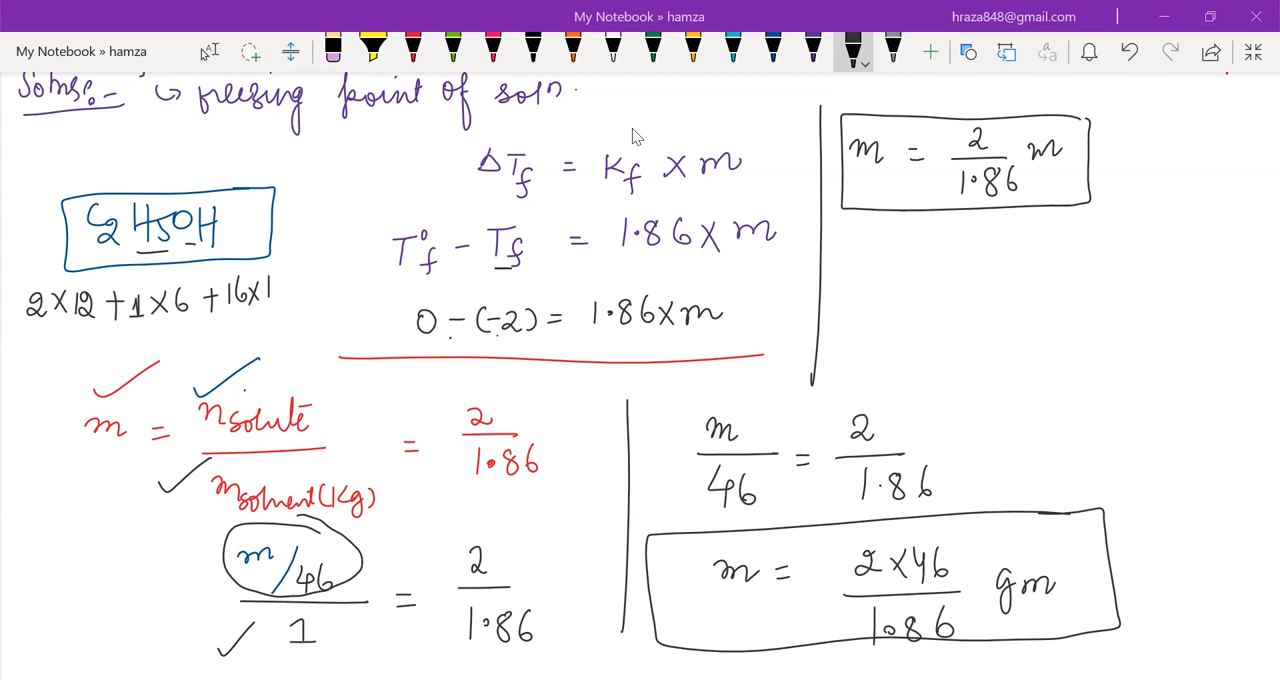 My Notebook » hamza
hraza848@gmail.com
My Notebook » hamza
↳ freezing point of solⁿ.
ΔTf = Kf × m
T°f - Tf = 1.86 × m
0 - (-2) = 1.86 × m
C2H5OH
2×12 + 1×6 + 16×1
m = 2/1.86 m
m = nsolute/msolvent(Kg) = 2/1.86
(m/46)/1 = 2/1.86
m/46 = 2/1.86
m = 2×46/1.86 gm